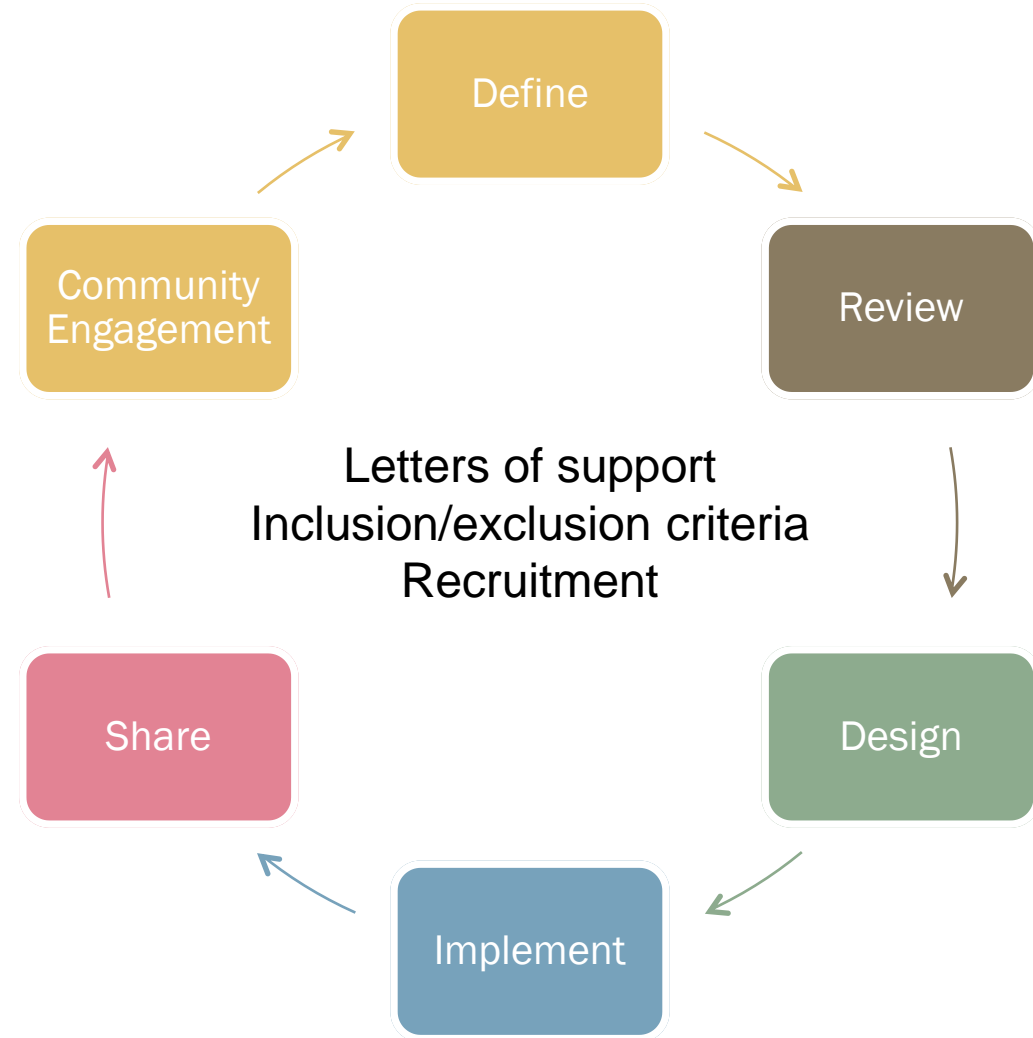 Define
Community
Engagement
Review
Letters of support
Inclusion/exclusion criteria
Recruitment
Share
Design
Implement